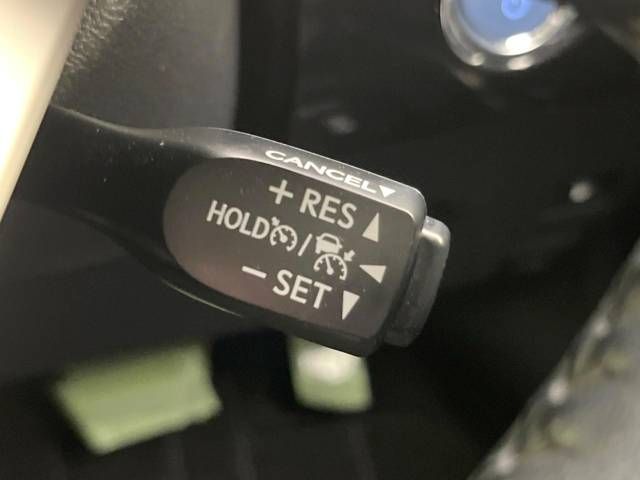 CANCEL
+ RES
HOLD /
− SET